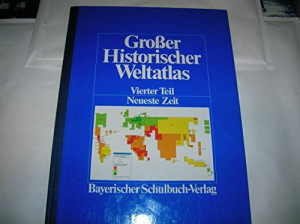 Großer
Historischer
Weltatlas
Vierter Teil
Neueste Zeit
Bayerischer Schulbuch-Verlag